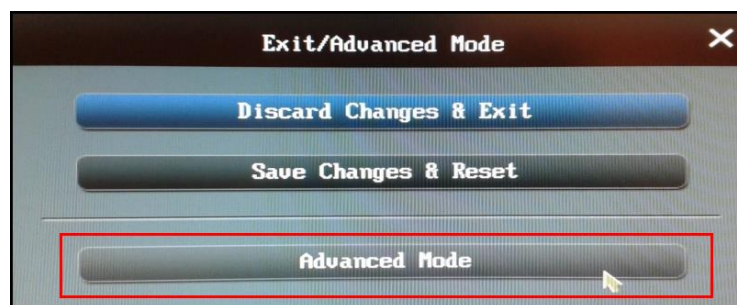 Exit/Advanced Mode
Discard Changes & Exit
Save Changes & Reset
Advanced Mode